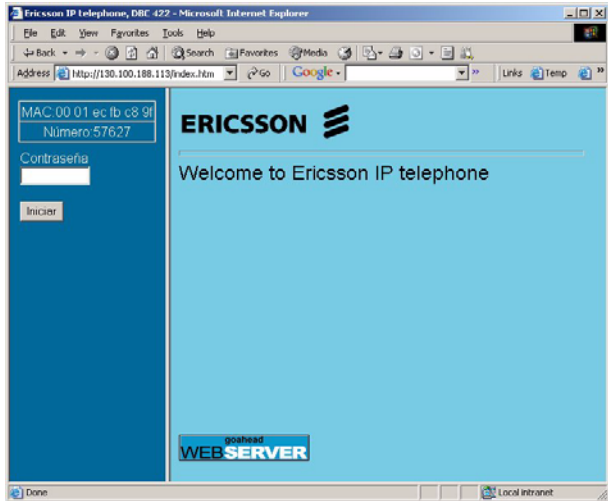 Ericsson IP telephone, DBC 422 - Microsoft Internet Explorer
File Edit View Favorites Tools Help
Back Search Favorites Media
Address http://130.100.188.113/index.htm Go Google Links Temp
MAC:00 01 ec fb c8 9f
Número:57627
Contraseña
Iniciar
ERICSSON
Welcome to Ericsson IP telephone
goahead
WEBSERVER
Done Local intranet